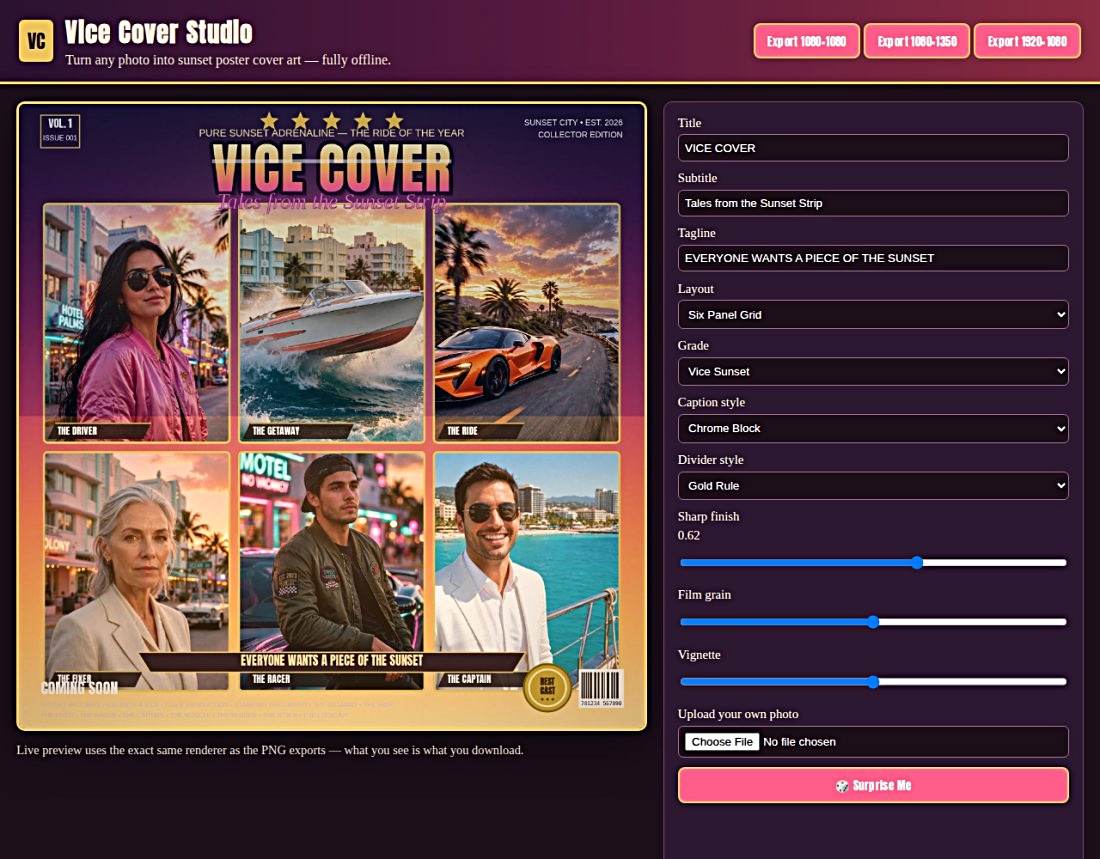 VC
Vice Cover Studio
Turn any photo into sunset poster cover art — fully offline.
Export 1080×1080
Export 1080×1350
Export 1920×1080
VOL. 1
ISSUE 001
PURE SUNSET ADRENALINE — THE RIDE OF THE YEAR
SUNSET CITY • EST. 2026
COLLECTOR EDITION
VICE COVER
Tales from the Sunset Strip
HOTEL
PALMS
THE DRIVER
THE GETAWAY
THE RIDE
MOTEL
NO VACANCY
EVERYONE WANTS A PIECE OF THE SUNSET
THE FIXER
THE RACER
THE CAPTAIN
COMING SOON
BEST
CAST
781234 567890
Live preview uses the exact same renderer as the PNG exports — what you see is what you download.
Title
VICE COVER
Subtitle
Tales from the Sunset Strip
Tagline
EVERYONE WANTS A PIECE OF THE SUNSET
Layout
Six Panel Grid
Grade
Vice Sunset
Caption style
Chrome Block
Divider style
Gold Rule
Sharp finish
0.62
Film grain
Vignette
Upload your own photo
Choose File No file chosen
🎲 Surprise Me